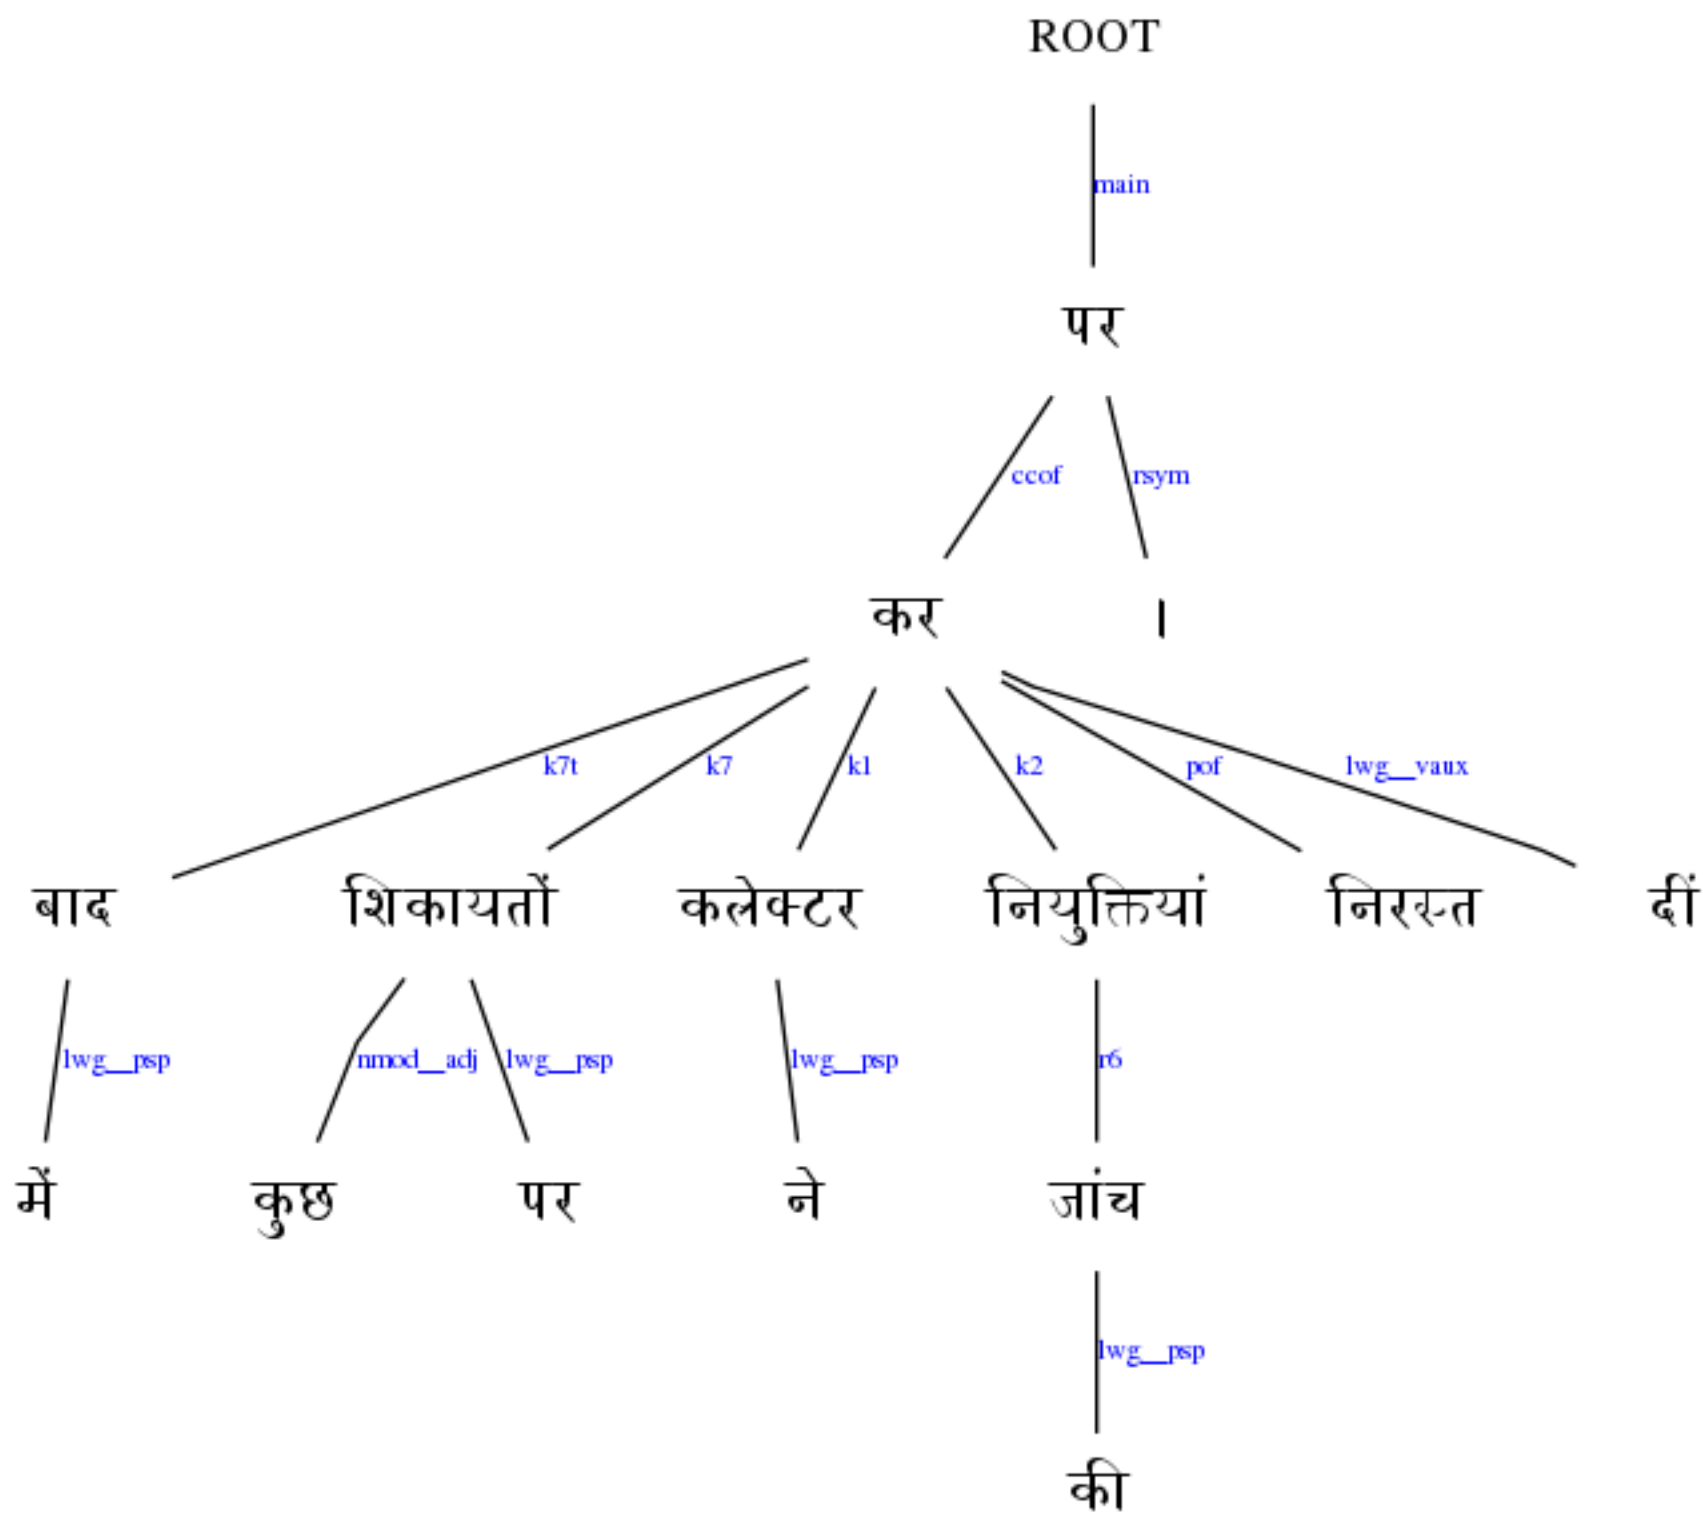 ROOT
main
पर
ccof rsym
कर ।
k7t k7 k1 k2 pof lwg__vaux
बाद शिकायतों कलेक्टर नियुक्तियां निरस्त दीं
lwg__psp nmod__adj lwg__psp lwg__psp r6
में कुछ पर ने जांच
lwg__psp
की